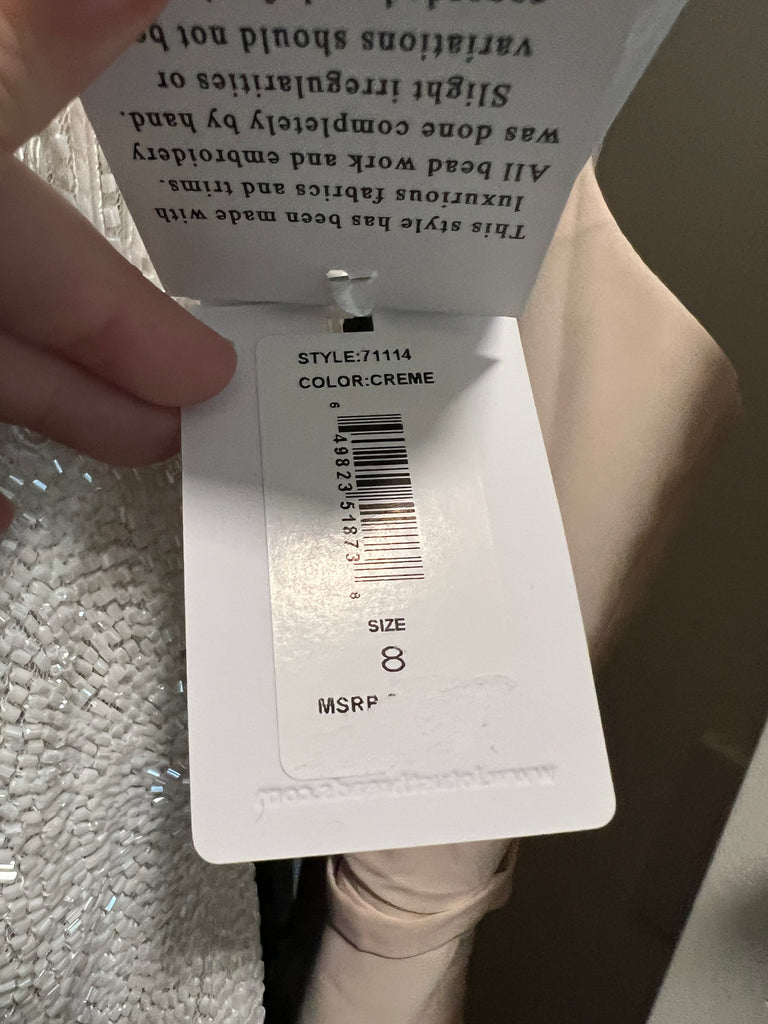 This style has been made with
luxurious fabrics and trims.
All bead work and embroidery
was done completely by hand.
Slight irregularities or
variations should not be
STYLE:71114
COLOR:CREME
6 49823 51873 8
SIZE
8
MSRP